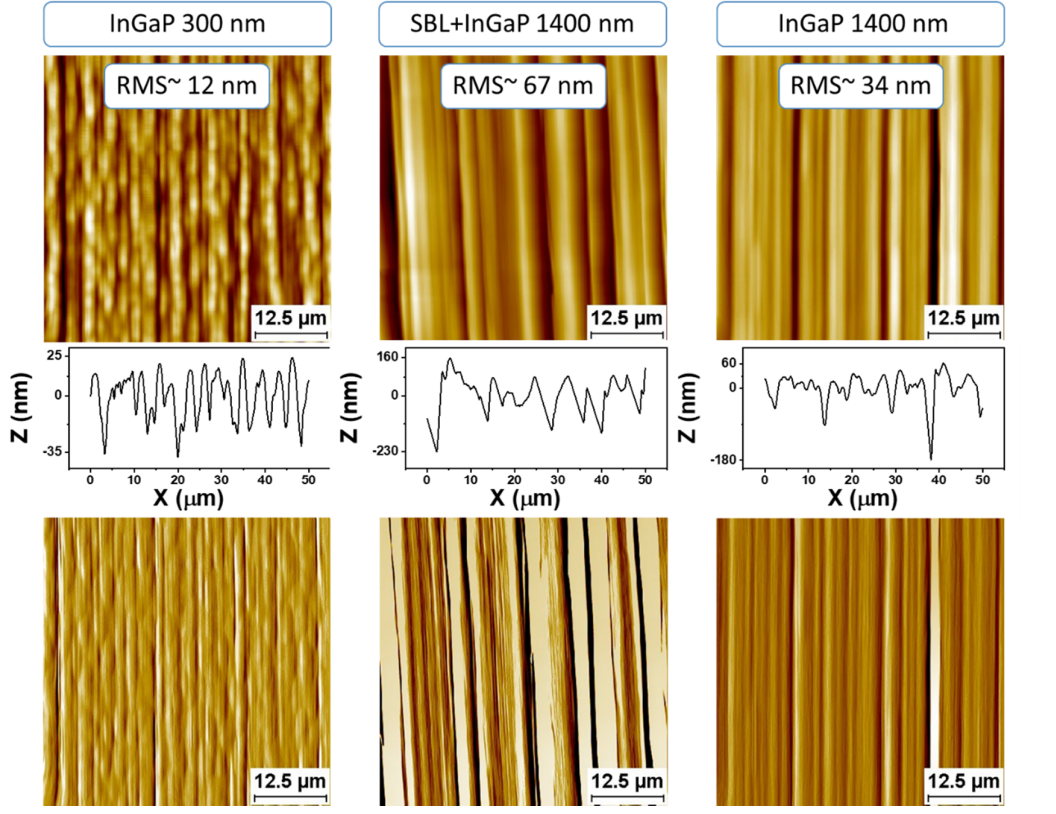 InGaP 300 nm
SBL+InGaP 1400 nm
InGaP 1400 nm
RMS~ 12 nm
RMS~ 67 nm
RMS~ 34 nm
12.5 µm
12.5 µm
12.5 µm
Z (nm)
25
0
-35
0 10 20 30 40 50
X (µm)
Z (nm)
160
0
-230
0 10 20 30 40 50
X (µm)
Z (nm)
60
0
-180
0 10 20 30 40 50
X (µm)
12.5 µm
12.5 µm
12.5 µm